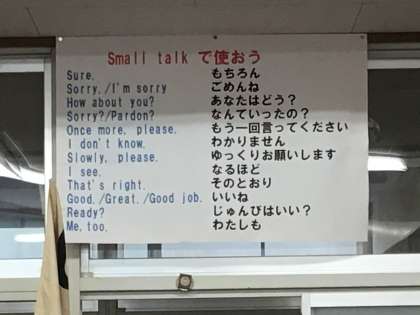 Small talk で使おう
Sure. もちろん
Sorry./I'm sorry ごめんね
How about you? あなたはどう？
Sorry?/Pardon? なんていったの？
Once more, please. もう一回言ってください
I don't know. わかりません
Slowly, please. ゆっくりお願いします
I see. なるほど
That's right. そのとおり
Good./Great./Good job. いいね
Ready? じゅんびはいい？
Me,too. わたしも